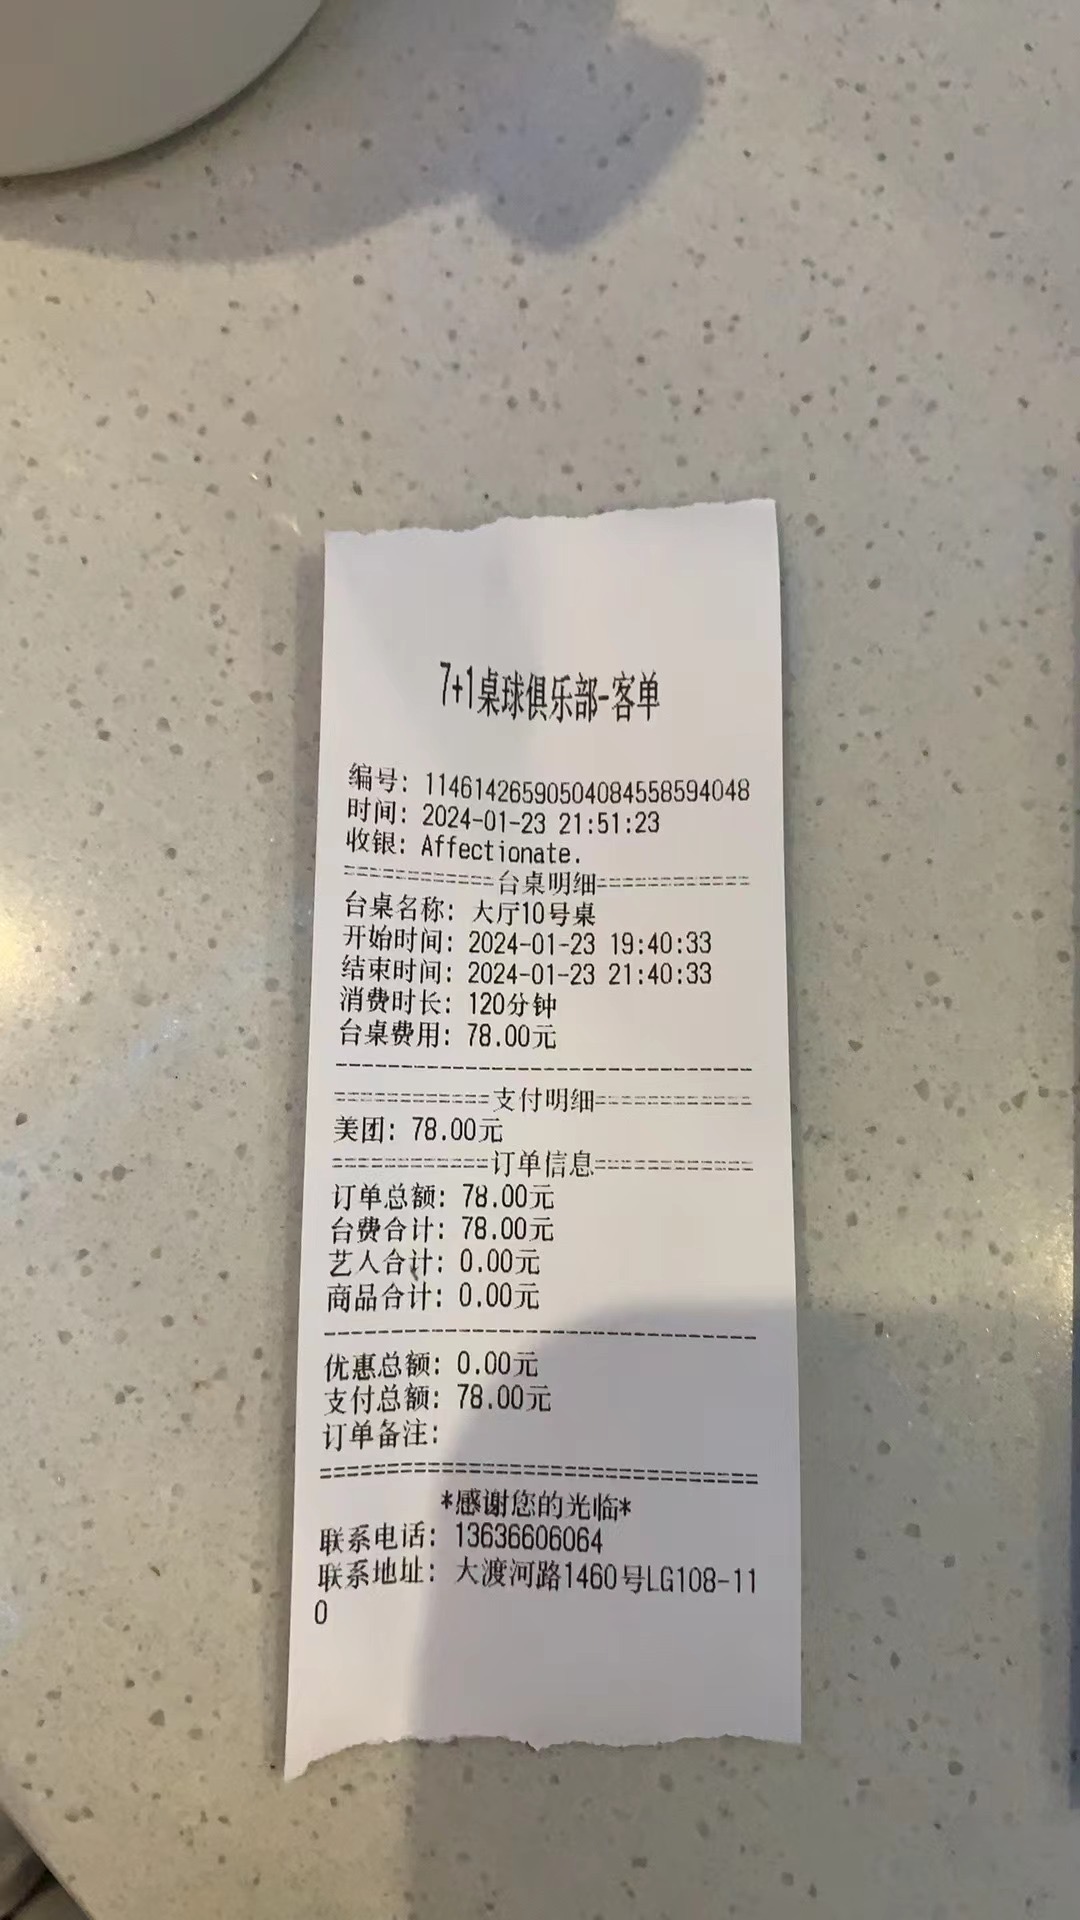 7+1桌球俱乐部-客单
编号: 1146142659050408455859​4048
时间: 2024-01-23 21:51:23
收银: Affectionate.
============台桌明细============
台桌名称: 大厅10号桌
开始时间: 2024-01-23 19:40:33
结束时间: 2024-01-23 21:40:33
消费时长: 120分钟
台桌费用: 78.00元
--------------------------------
============支付明细============
美团: 78.00元
============订单信息============
订单总额: 78.00元
台费合计: 78.00元
艺人合计: 0.00元
商品合计: 0.00元
--------------------------------
优惠总额: 0.00元
支付总额: 78.00元
订单备注:
================================
*感谢您的光临*
联系电话: 13636606064
联系地址: 大渡河路1460号LG108-11
0